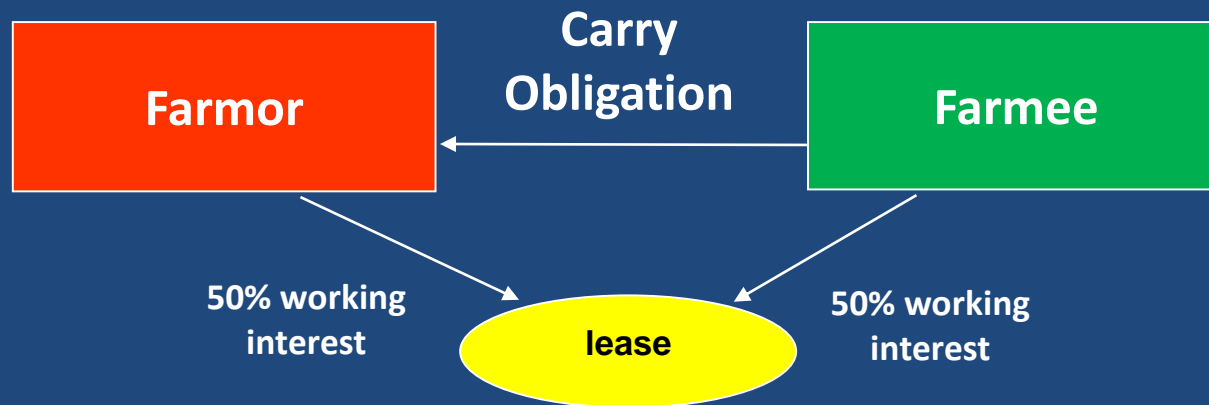 Carry
Obligation
Farmor
Farmee
50% working
interest
lease
50% working
interest